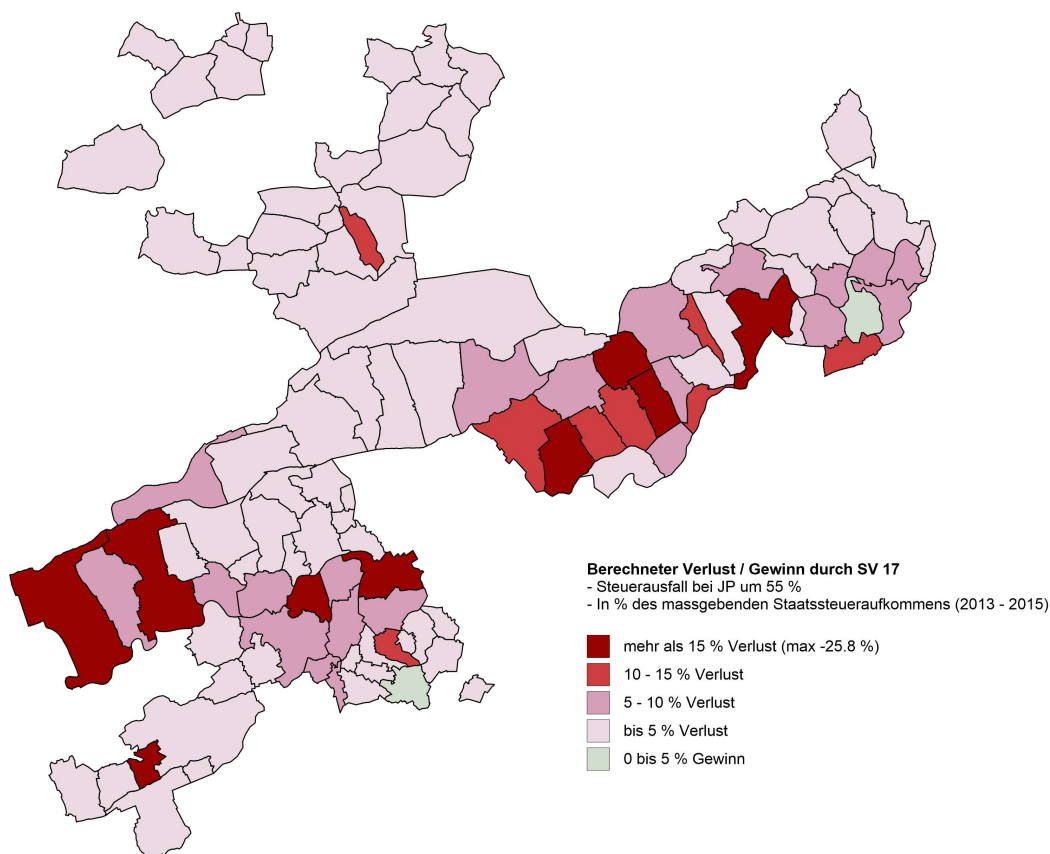 Berechneter Verlust / Gewinn durch SV 17
- Steuerausfall bei JP um 55 %
- In % des massgebenden Staatssteueraufkommens (2013 - 2015)
mehr als 15 % Verlust (max -25.8 %)
10 - 15 % Verlust
5 - 10 % Verlust
bis 5 % Verlust
0 bis 5 % Gewinn